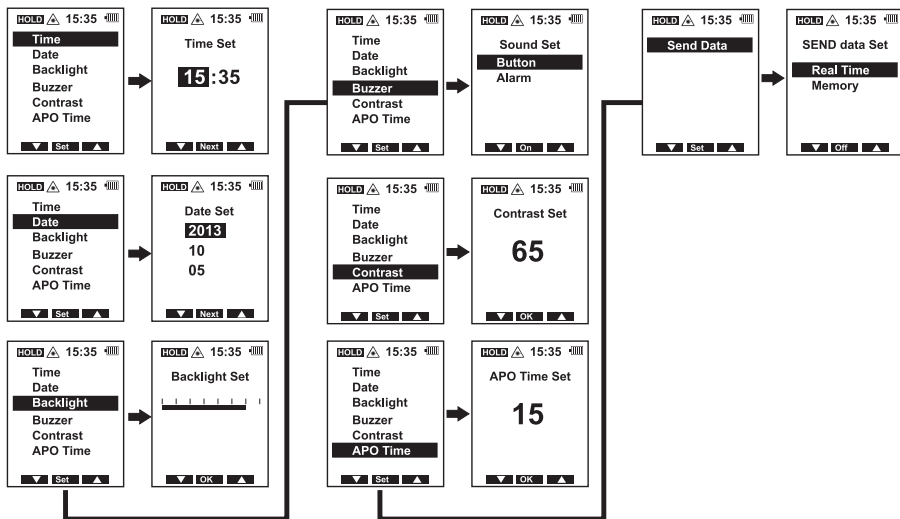 HOLD 15:35
Time
Date
Backlight
Buzzer
Contrast
APO Time
Set
HOLD 15:35
Time Set
15:35
Next
HOLD 15:35
Time
Date
Backlight
Buzzer
Contrast
APO Time
Set
HOLD 15:35
Date Set
2013
10
05
Next
HOLD 15:35
Time
Date
Backlight
Buzzer
Contrast
APO Time
Set
HOLD 15:35
Backlight Set
OK
HOLD 15:35
Time
Date
Backlight
Buzzer
Contrast
APO Time
Set
HOLD 15:35
Sound Set
Button
Alarm
On
HOLD 15:35
Time
Date
Backlight
Buzzer
Contrast
APO Time
Set
HOLD 15:35
Contrast Set
65
OK
HOLD 15:35
Time
Date
Backlight
Buzzer
Contrast
APO Time
Set
HOLD 15:35
APO Time Set
15
OK
HOLD 15:35
Send Data
Set
HOLD 15:35
SEND data Set
Real Time
Memory
Off